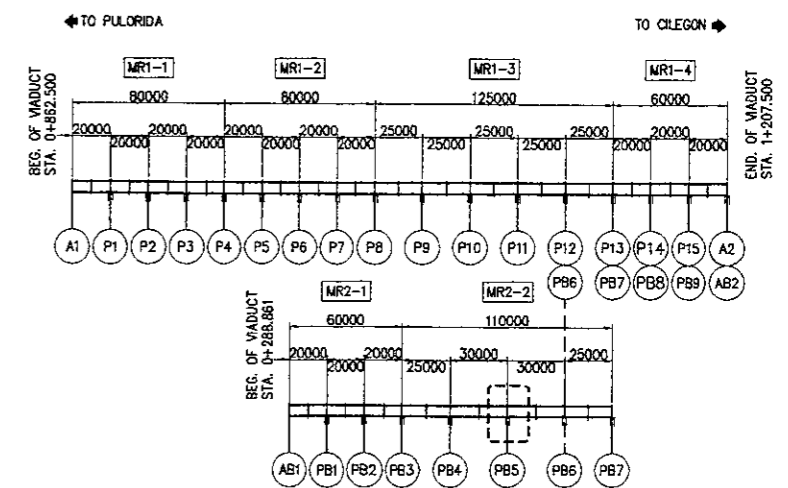 TO PULORIDA
TO CILEGON
MR1-1 MR1-2 MR1-3 MR1-4
80000 80000 125000 60000
BEG. OF VIADUCT
STA. 0+862.500
20000 20000 20000 20000 20000 20000 20000 20000 25000 25000 25000 25000 25000 20000 20000 20000
END. OF VIADUCT
STA. 1+207.500
A1 P1 P2 P3 P4 P5 P6 P7 P8 P9 P10 P11 P12 P13 P14 P15 A2
PB6 PB7 PB8 PB9 AB2
MR2-1 MR2-2
BEG. OF VIADUCT
STA. 0+288.861
60000 110000
20000 20000 20000 25000 30000 30000 25000
AB1 PB1 PB2 PB3 PB4 PB5 PB6 PB7